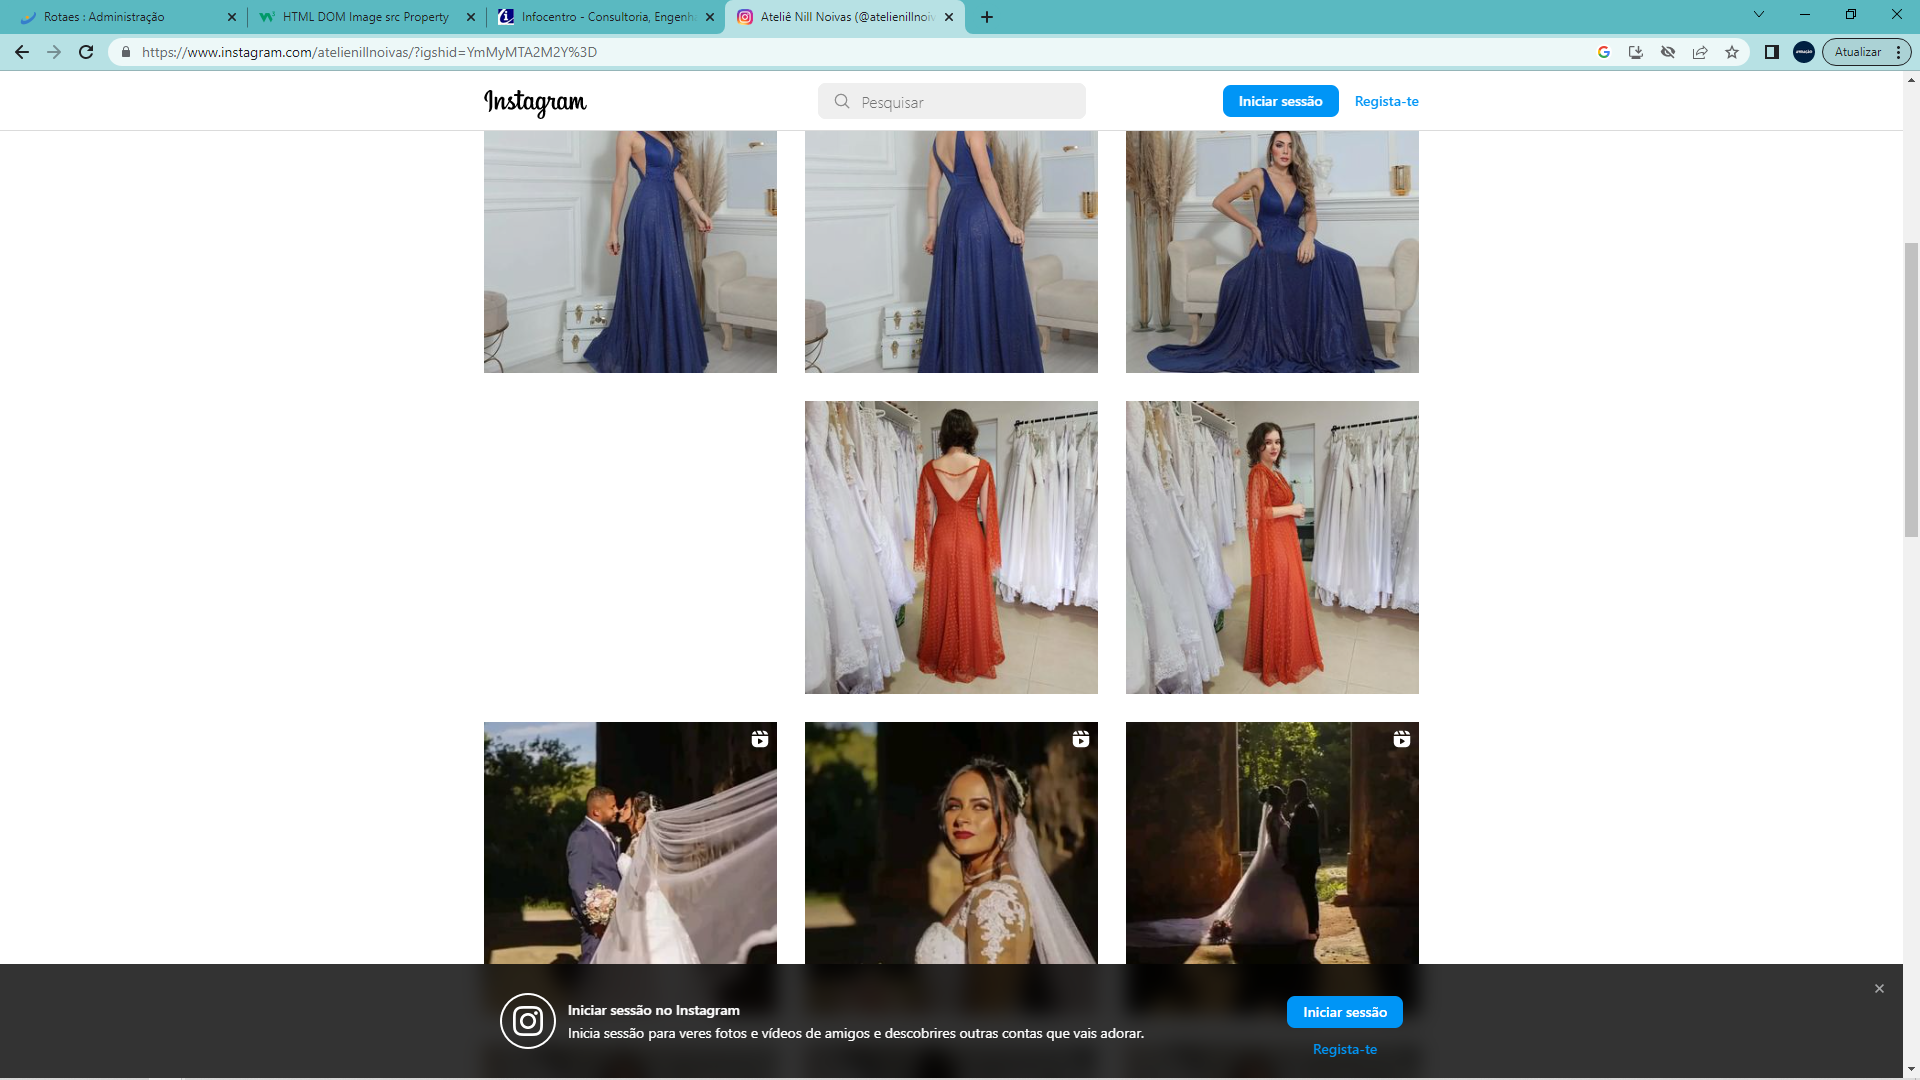 Rotaes : Administração
HTML DOM Image src Property
Infocentro - Consultoria, Engenh
Ateliê Nill Noivas (@atelienillnoiv
https://www.instagram.com/atelienillnoivas/?igshid=YmMyMTA2M2Y%3D
Atualizar
Instagram
Pesquisar
Iniciar sessão
Regista-te
Iniciar sessão no Instagram
Inicia sessão para veres fotos e vídeos de amigos e descobrires outras contas que vais adorar.
Iniciar sessão
Regista-te